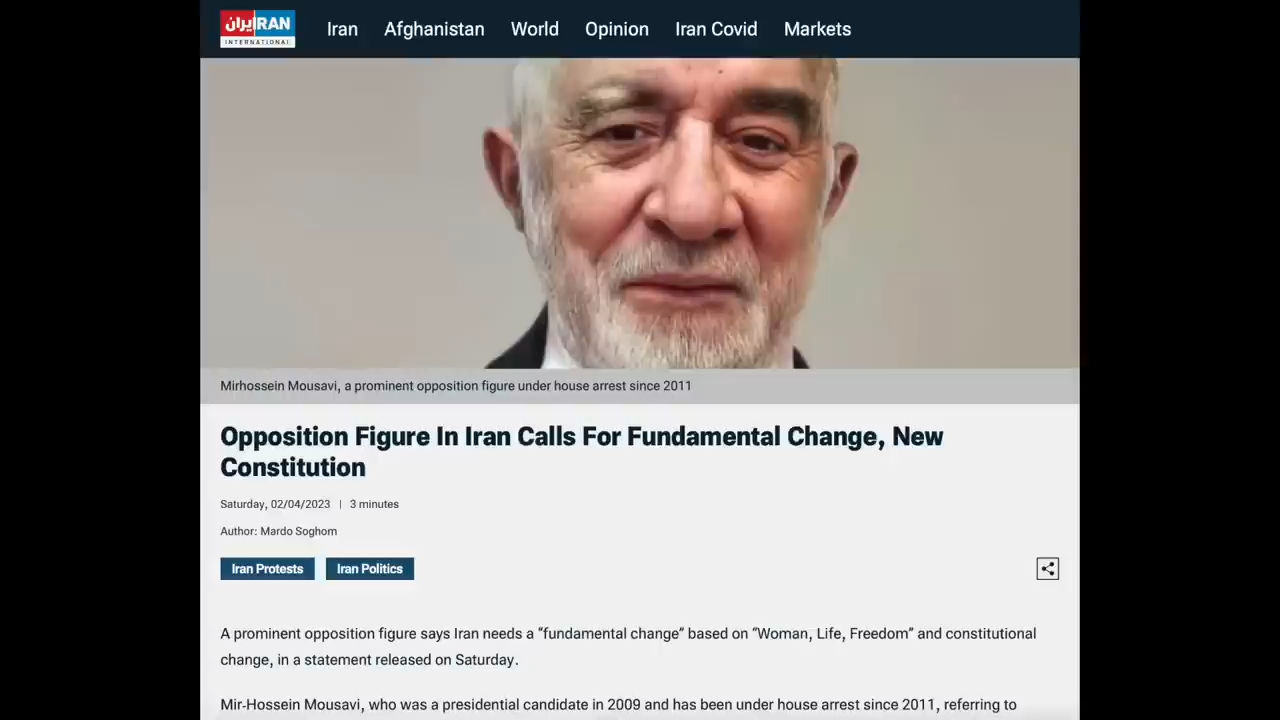 ایران IRAN
INTERNATIONAL
Iran Afghanistan World Opinion Iran Covid Markets
Mirhossein Mousavi, a prominent opposition figure under house arrest since 2011
Opposition Figure In Iran Calls For Fundamental Change, New
Constitution
Saturday, 02/04/2023 | 3 minutes
Author: Mardo Soghom
Iran Protests Iran Politics
A prominent opposition figure says Iran needs a “fundamental change” based on “Woman, Life, Freedom” and constitutional
change, in a statement released on Saturday.
Mir-Hossein Mousavi, who was a presidential candidate in 2009 and has been under house arrest since 2011, referring to